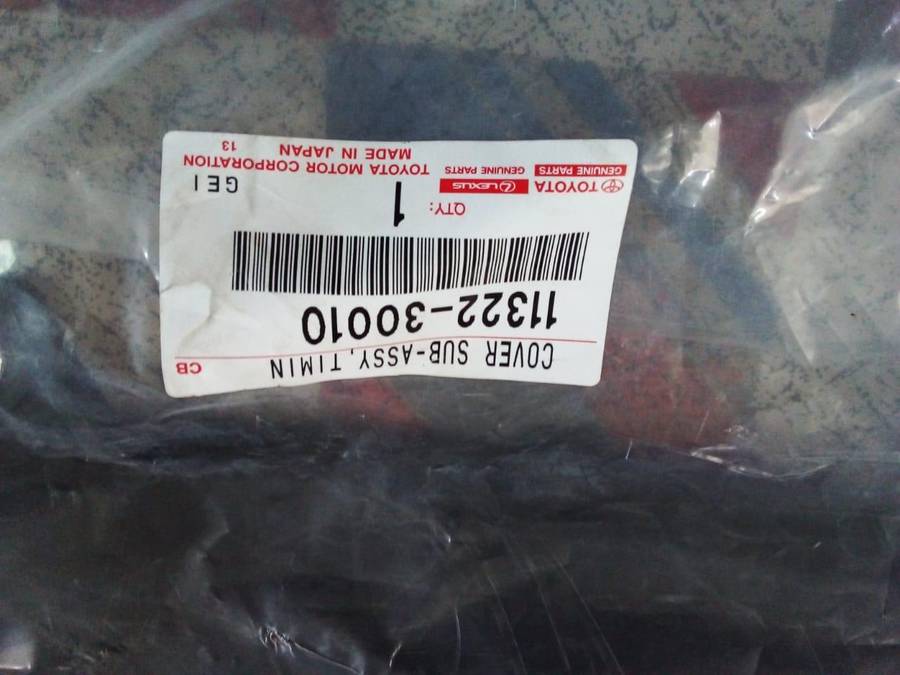 COVER SUB-ASSY, TIMIN
CB
11322-30010
QTY: 1
GE I
TOYOTA
GENUINE PARTS
LEXUS
GENUINE PARTS
TOYOTA MOTOR CORPORATION
MADE IN JAPAN
13